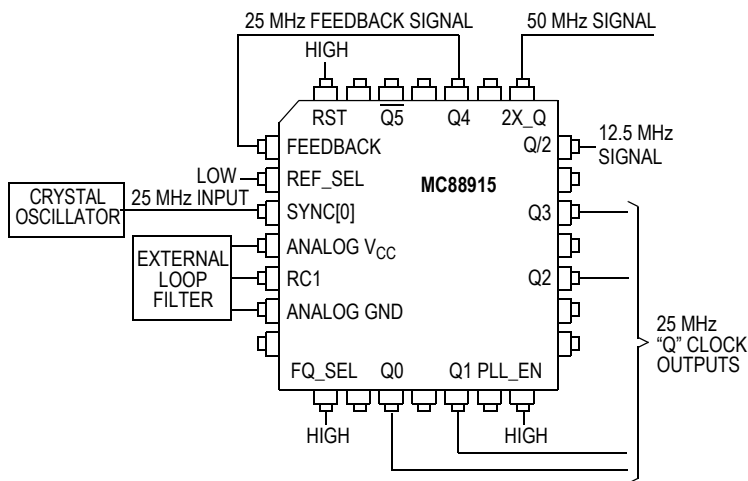 25 MHz FEEDBACK SIGNAL
50 MHz SIGNAL
HIGH
RST
Q5
Q4
2X_Q
FEEDBACK
Q/2
12.5 MHz
SIGNAL
LOW
REF_SEL
MC88915
CRYSTAL
OSCILLATOR
25 MHz INPUT
SYNC[0]
Q3
ANALOG VCC
EXTERNAL
LOOP
FILTER
RC1
Q2
ANALOG GND
25 MHz
“Q” CLOCK
OUTPUTS
FQ_SEL
Q0
Q1
PLL_EN
HIGH
HIGH